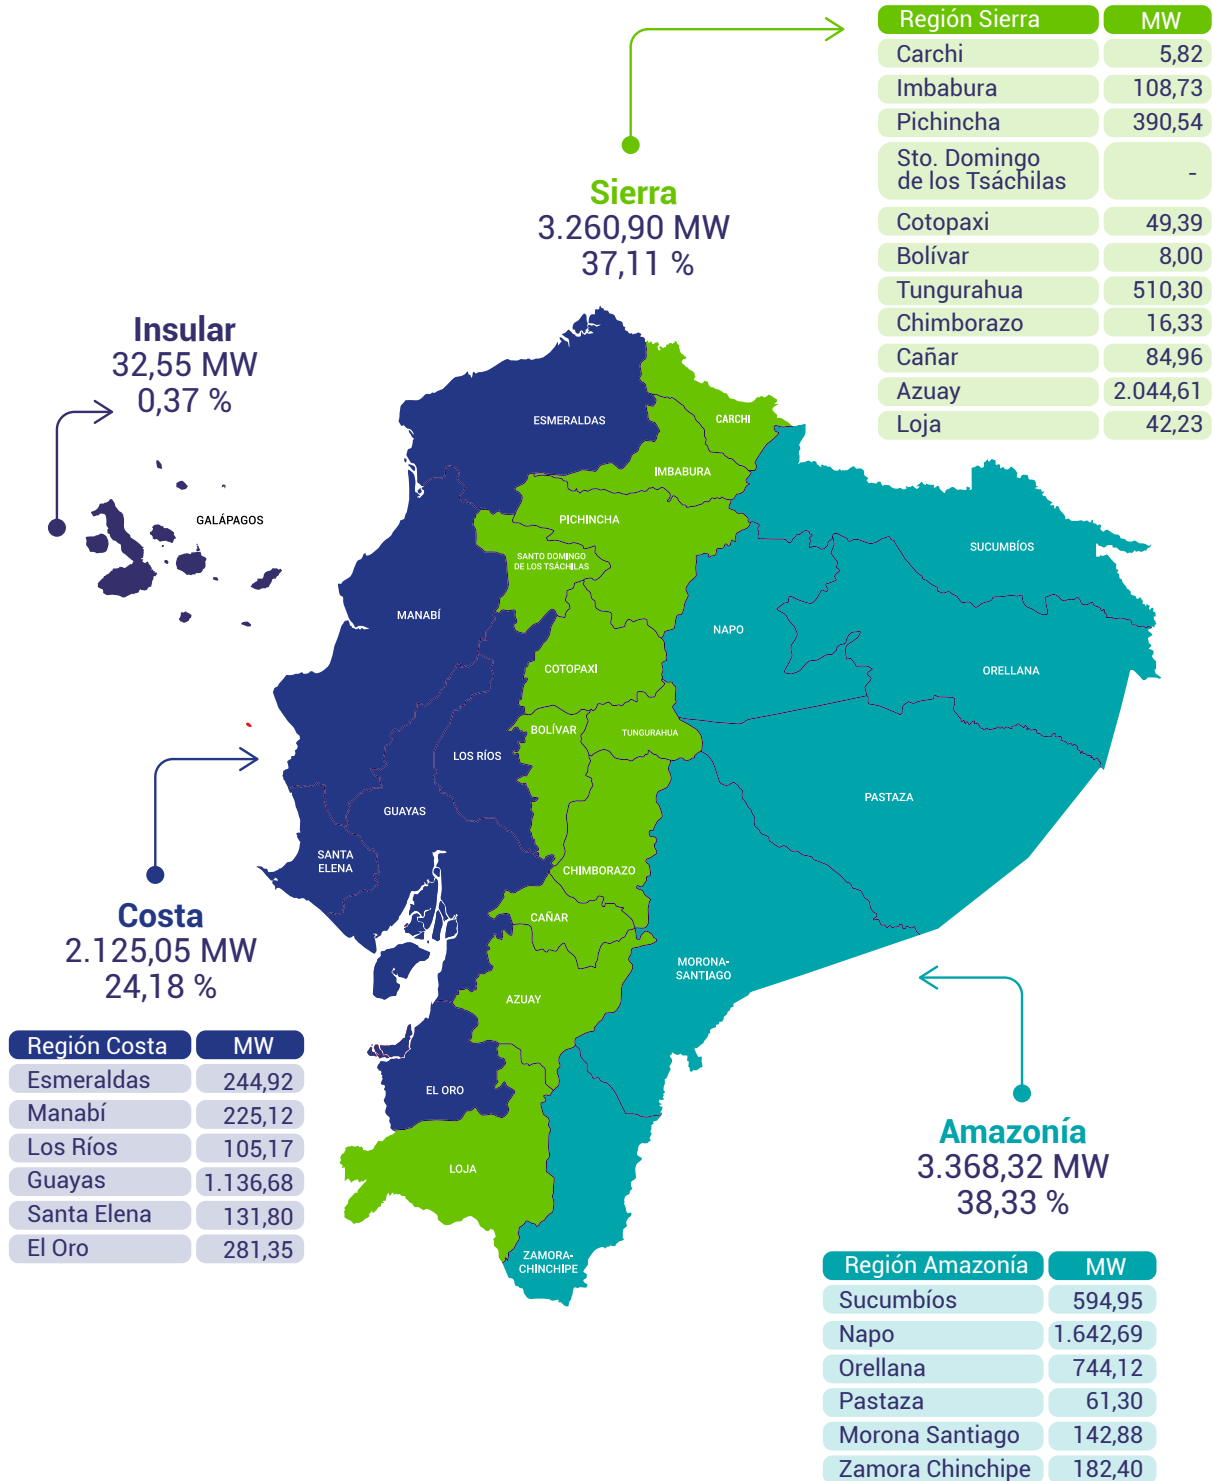 Región Sierra MW
Carchi 5,82
Imbabura 108,73
Pichincha 390,54
Sto. Domingo
de los Tsáchilas -
Cotopaxi 49,39
Bolívar 8,00
Tungurahua 510,30
Chimborazo 16,33
Cañar 84,96
Azuay 2.044,61
Loja 42,23
Sierra
3.260,90 MW
37,11 %
Insular
32,55 MW
0,37 %
GALÁPAGOS
ESMERALDAS
CARCHI
IMBABURA
PICHINCHA
SANTO DOMINGO
DE LOS TSÁCHILAS
SUCUMBÍOS
MANABÍ
NAPO
COTOPAXI
ORELLANA
BOLÍVAR
TUNGURAHUA
LOS RÍOS
PASTAZA
GUAYAS
SANTA
ELENA
CHIMBORAZO
CAÑAR
MORONA-
SANTIAGO
AZUAY
EL ORO
LOJA
ZAMORA-
CHINCHIPE
Costa
2.125,05 MW
24,18 %
Región Costa MW
Esmeraldas 244,92
Manabí 225,12
Los Ríos 105,17
Guayas 1.136,68
Santa Elena 131,80
El Oro 281,35
Amazonía
3.368,32 MW
38,33 %
Región Amazonía MW
Sucumbíos 594,95
Napo 1.642,69
Orellana 744,12
Pastaza 61,30
Morona Santiago 142,88
Zamora Chinchipe 182,40